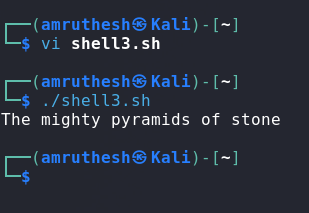 ┌──(amruthesh㉿Kali)-[~]
└─$ vi shell3.sh
┌──(amruthesh㉿Kali)-[~]
└─$ ./shell3.sh
The mighty pyramids of stone
┌──(amruthesh㉿Kali)-[~]
└─$